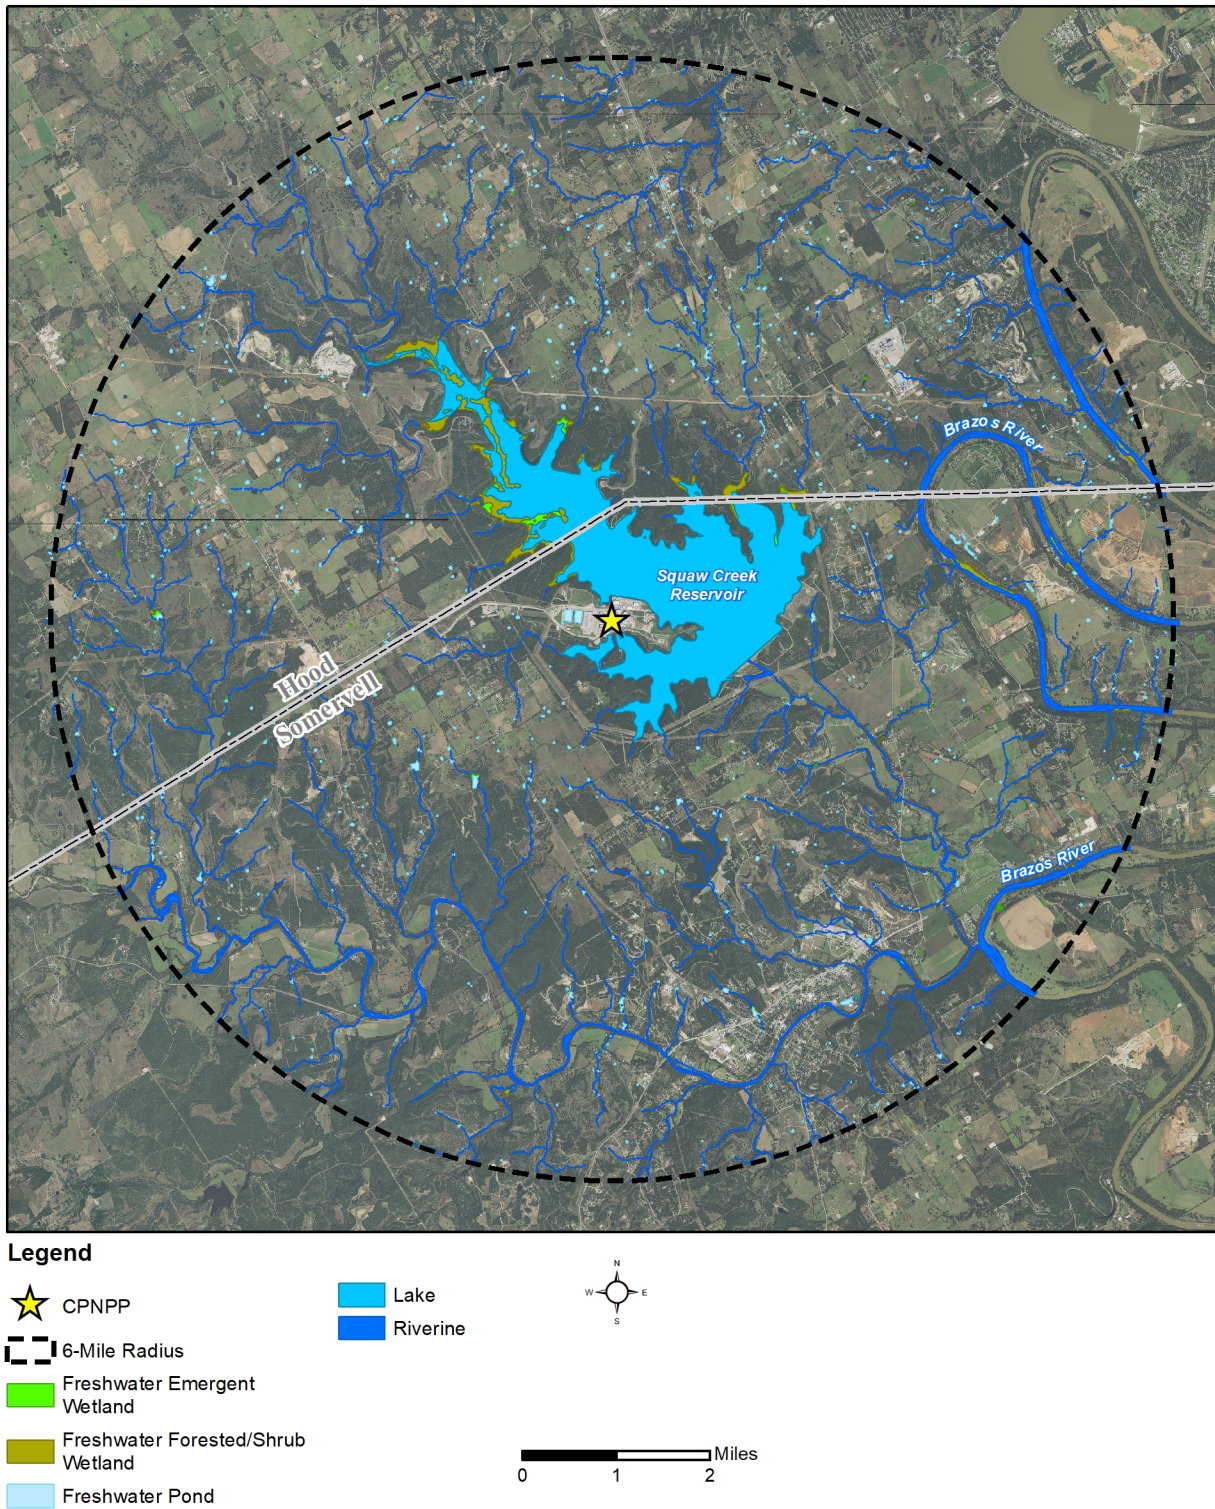 Brazos River
Squaw Creek
Reservoir
Hood
Somervell
Brazos River
Legend
CPNPP
6-Mile Radius
Freshwater Emergent
Wetland
Freshwater Forested/Shrub
Wetland
Freshwater Pond
Lake
Riverine
N
W E
S
Miles
0 1 2